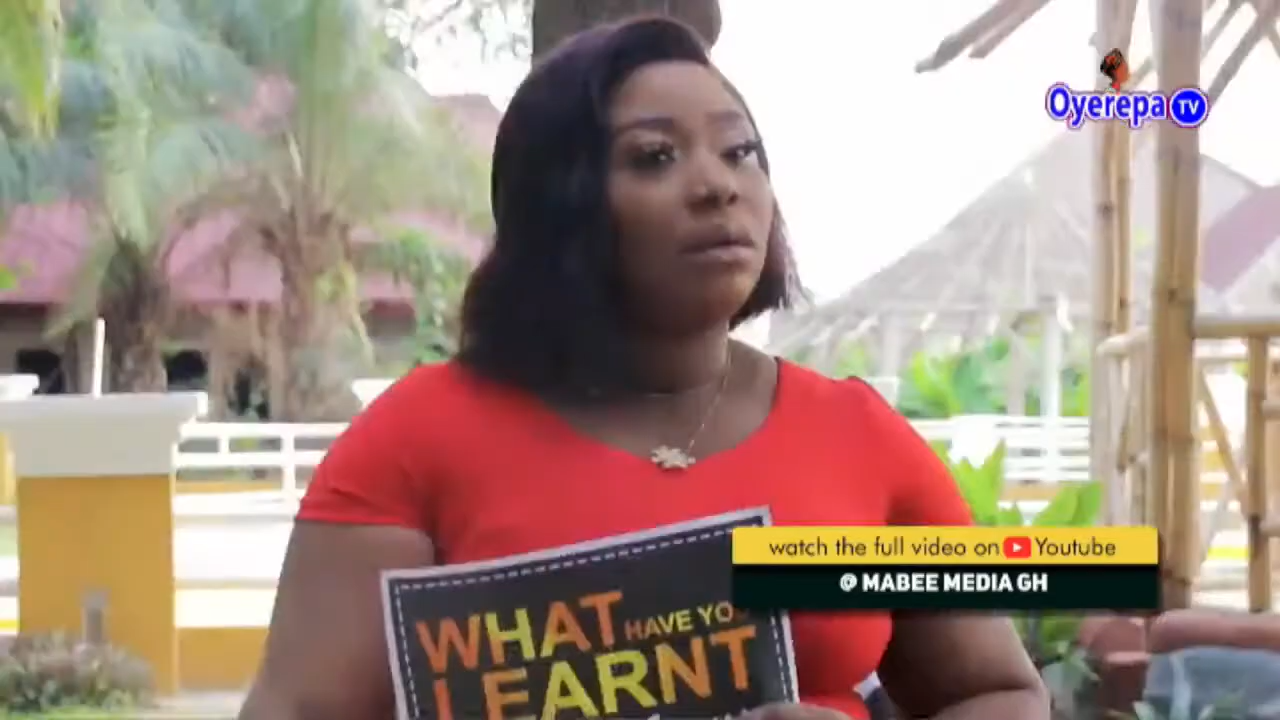 Oyerepa TV
watch the full video on Youtube
@ MABEE MEDIA GH
WHAT HAVE YO
LEARNT